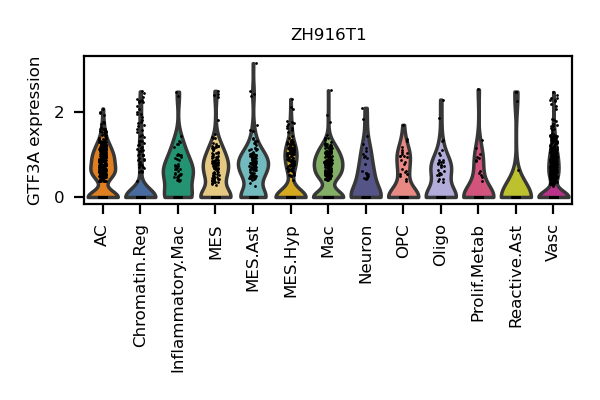 ZH916T1
GTF3A expression
2
0
AC
Chromatin.Reg
Inflammatory.Mac
MES
MES.Ast
MES.Hyp
Mac
Neuron
OPC
Oligo
Prolif.Metab
Reactive.Ast
Vasc